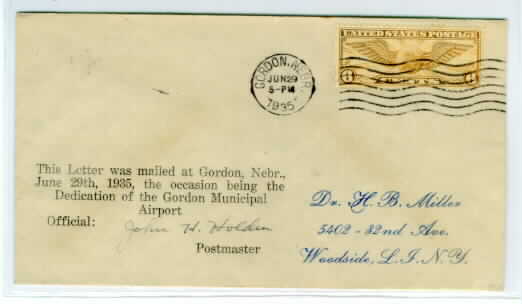 UNITED STATES POSTAGE
GORDON, NEBR.
JUN 29
5-PM
1935
This Letter was mailed at Gordon, Nebr.,
June 29th, 1935, the occasion being the
Dedication of the Gordon Municipal
Airport
Official: John H. Holden
Postmaster
Dr. H. B. Miller
5402 - 82nd Ave.
Woodside, L. I. N. Y.